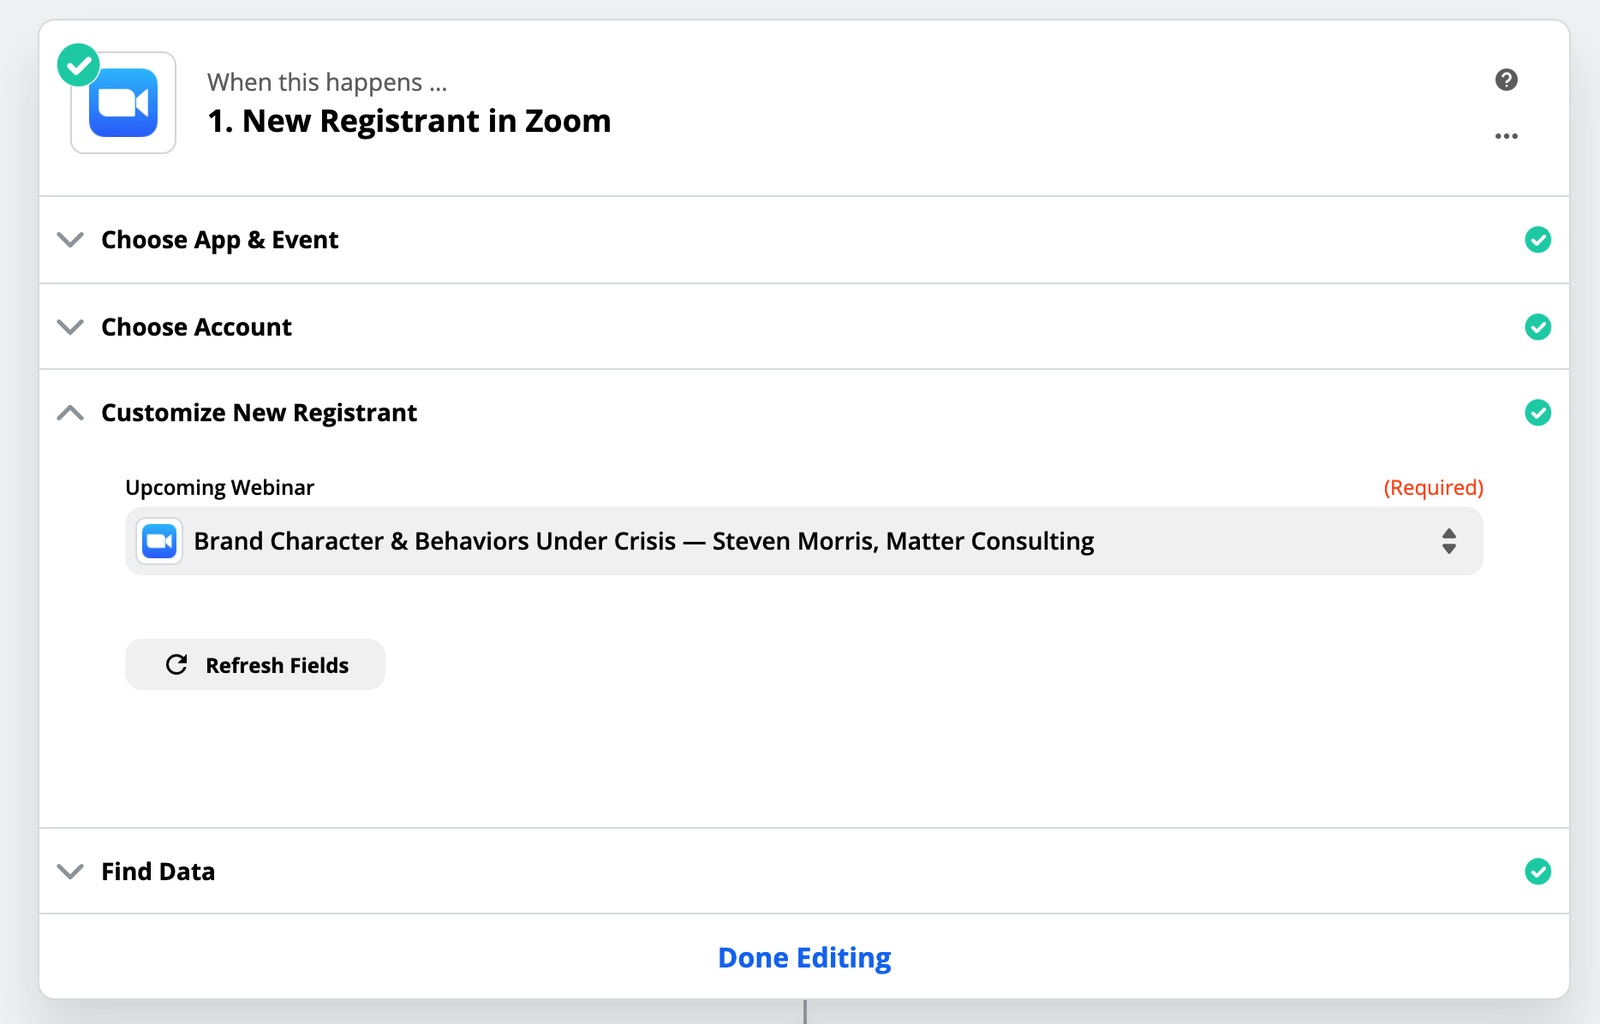 When this happens ...
1. New Registrant in Zoom
Choose App & Event
Choose Account
Customize New Registrant
Upcoming Webinar
(Required)
Brand Character & Behaviors Under Crisis — Steven Morris, Matter Consulting
Refresh Fields
Find Data
Done Editing